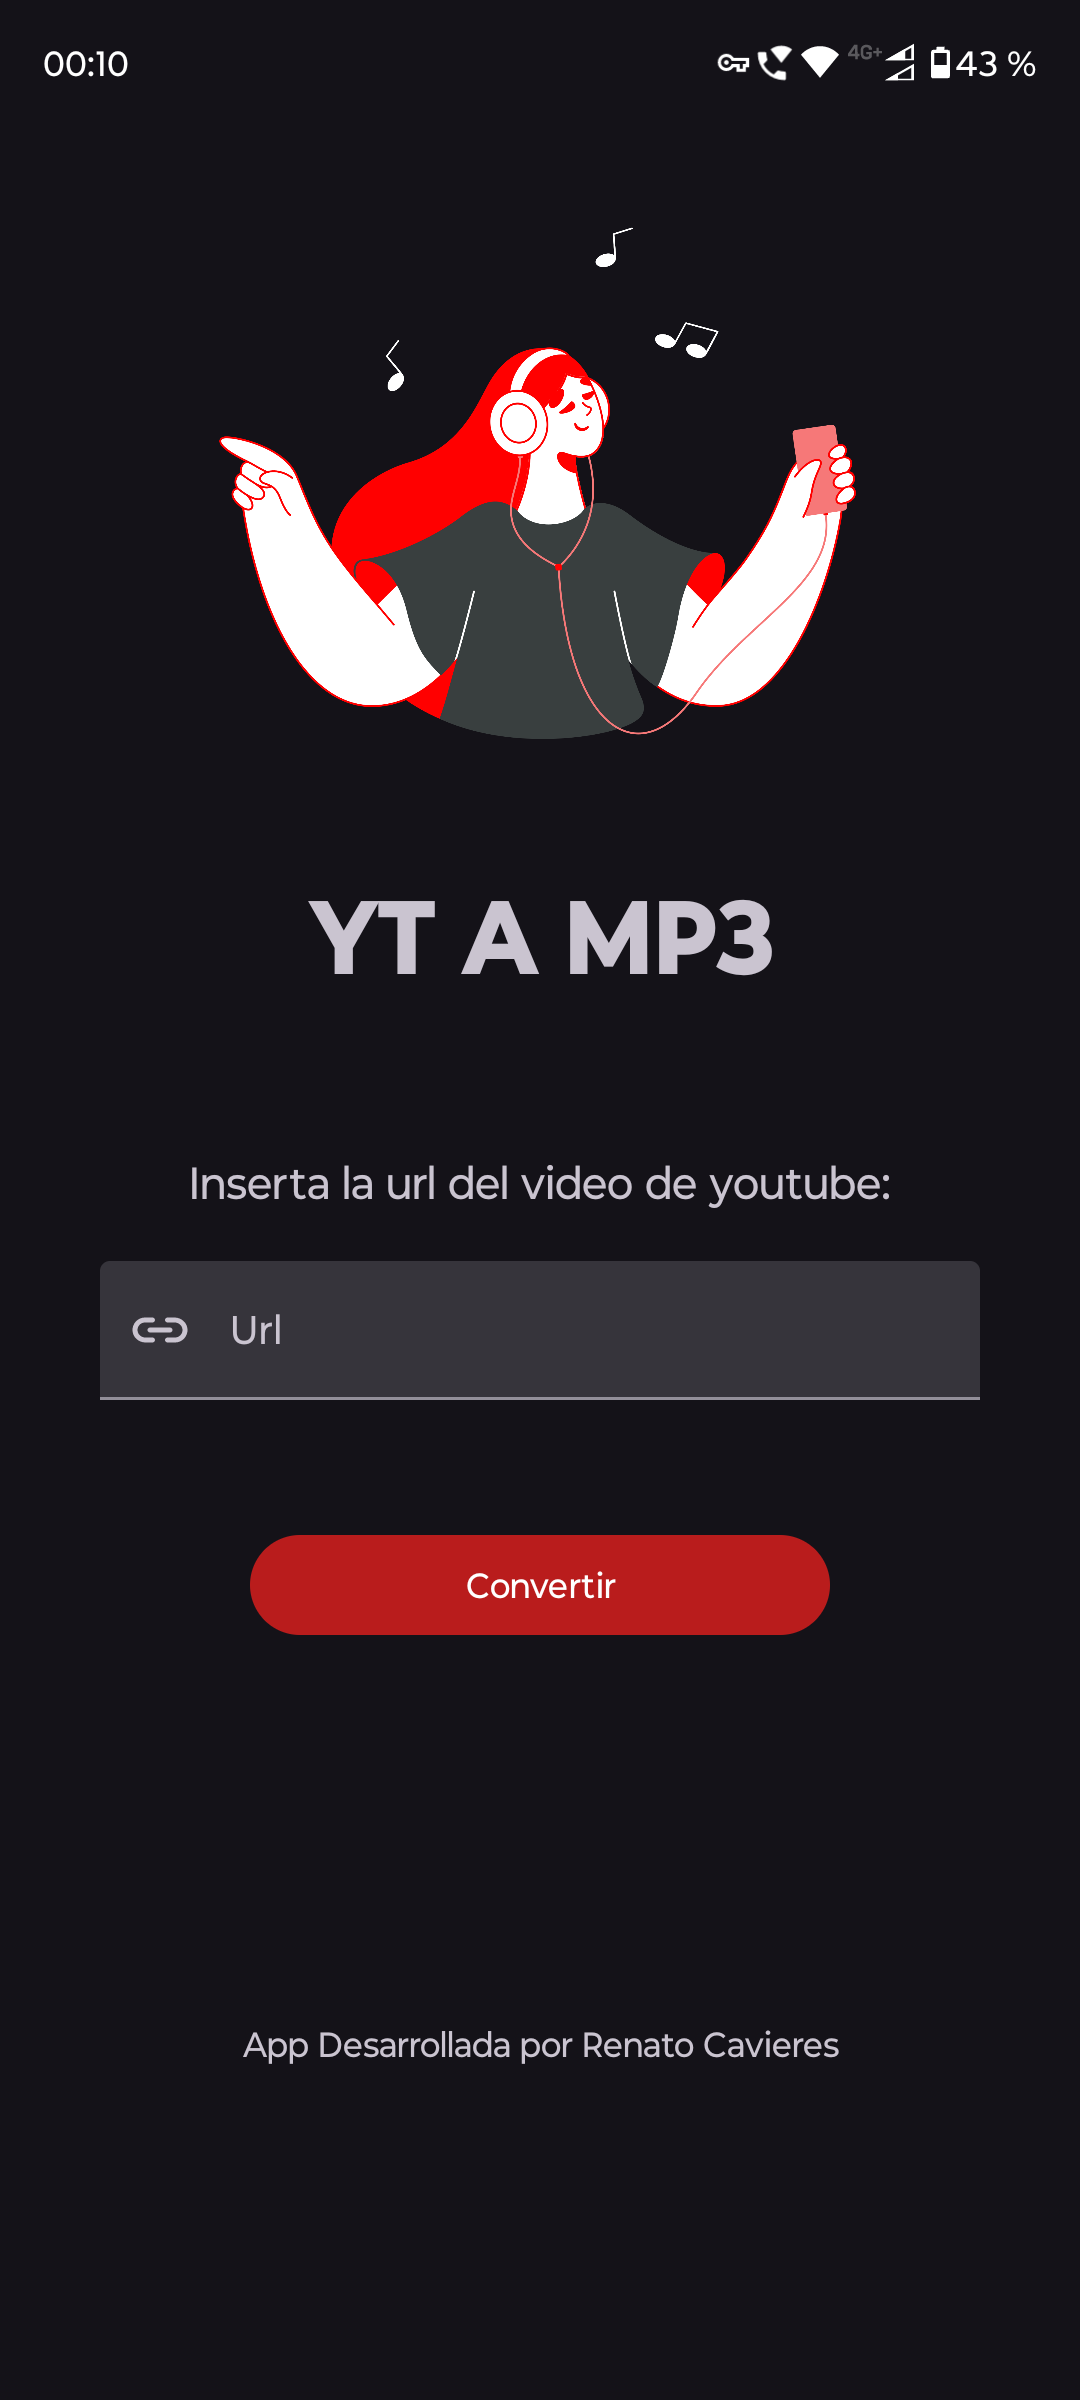 00:10
4G+
43 %
YT A MP3
Inserta la url del video de youtube:
Url
Convertir
App Desarrollada por Renato Cavieres